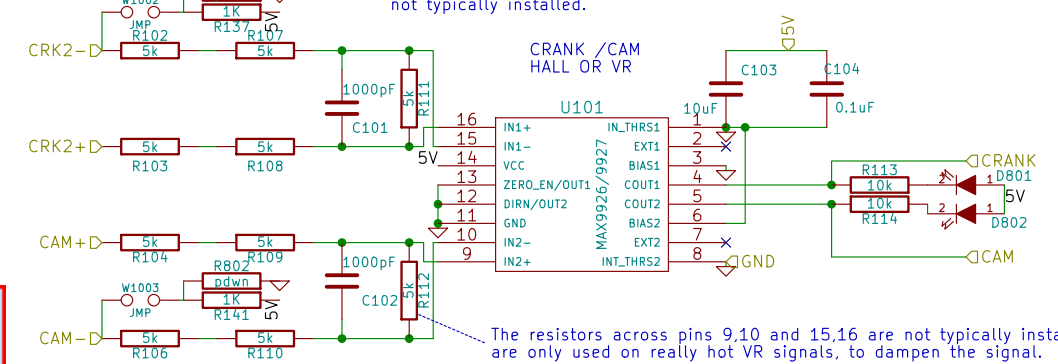 not typically installed.
W1002
JMP
1K
R137
5V
CRK2-
R102
5k
R107
5k
1000pF
C101
5k
R111
CRK2+
5k
R103
5k
R108
CRANK /CAM
HALL OR VR
5V
C103
10uF
C104
0.1uF
U101
MAX9926/9927
16 IN1+
15 IN1-
5V
14 VCC
13 ZERO_EN/OUT1
12 DIRN/OUT2
11 GND
10 IN2-
9 IN2+
IN_THRS1 1
EXT1 2
BIAS1 3
COUT1 4
COUT2 5
BIAS2 6
EXT2 7
INT_THRS2 8
GND
CRANK
R113
10k
2 1
D801
5V
10k
R114
2 1
D802
CAM
CAM+
5k
R104
5k
R109
1000pF
C102
5k
R112
R802
pdwn
W1003
JMP
1K
R141
5V
CAM-
5k
R106
5k
R110
The resistors across pins 9,10 and 15,16 are not typically insta
are only used on really hot VR signals, to dampen the signal.